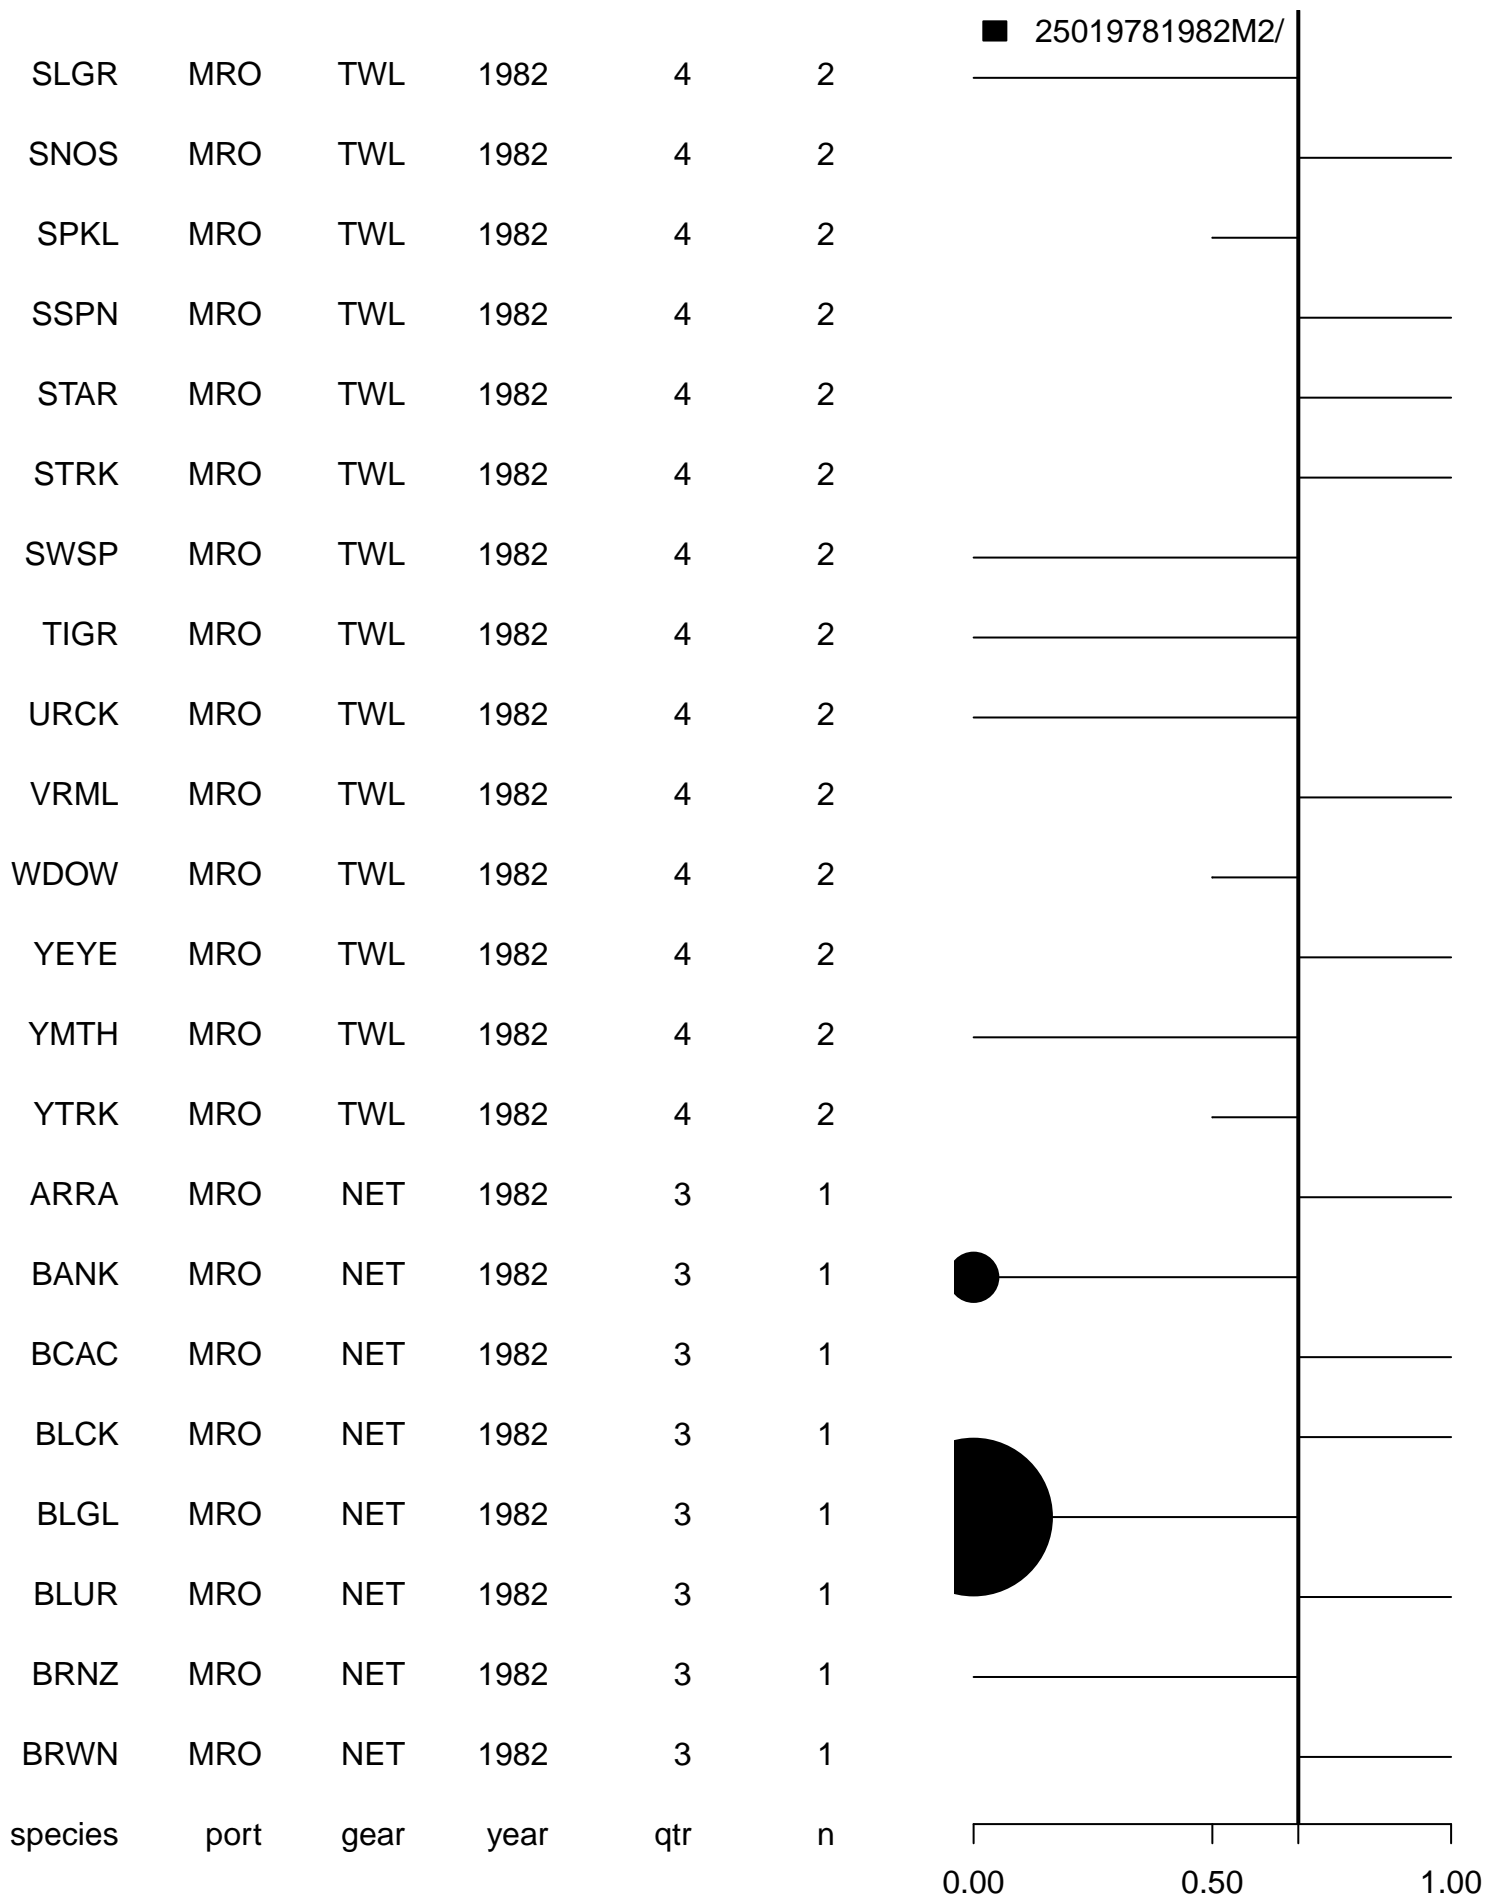 25019781982M2/
SLGR MRO TWL 1982 4 2
SNOS MRO TWL 1982 4 2
SPKL MRO TWL 1982 4 2
SSPN MRO TWL 1982 4 2
STAR MRO TWL 1982 4 2
STRK MRO TWL 1982 4 2
SWSP MRO TWL 1982 4 2
TIGR MRO TWL 1982 4 2
URCK MRO TWL 1982 4 2
VRML MRO TWL 1982 4 2
WDOW MRO TWL 1982 4 2
YEYE MRO TWL 1982 4 2
YMTH MRO TWL 1982 4 2
YTRK MRO TWL 1982 4 2
ARRA MRO NET 1982 3 1
BANK MRO NET 1982 3 1
BCAC MRO NET 1982 3 1
BLCK MRO NET 1982 3 1
BLGL MRO NET 1982 3 1
BLUR MRO NET 1982 3 1
BRNZ MRO NET 1982 3 1
BRWN MRO NET 1982 3 1
species port gear year qtr n
0.00 0.50 1.00